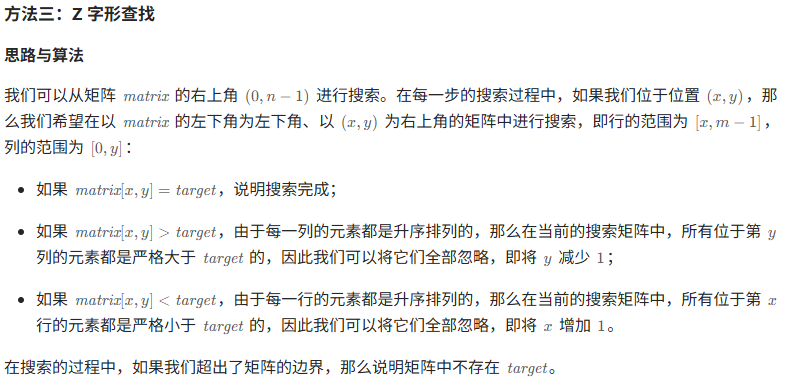 方法三：Z 字形查找
思路与算法
我们可以从矩阵 matrix 的右上角 (0, n − 1) 进行搜索。在每一步的搜索过程中，如果我们位于位置 (x, y)，那
么我们希望在以 matrix 的左下角为左下角、以 (x, y) 为右上角的矩阵中进行搜索，即行的范围为 [x, m − 1]，
列的范围为 [0, y]：
• 如果 matrix[x, y] = target，说明搜索完成；
• 如果 matrix[x, y] > target，由于每一列的元素都是升序排列的，那么在当前的搜索矩阵中，所有位于第 y
列的元素都是严格大于 target 的，因此我们可以将它们全部忽略，即将 y 减少 1；
• 如果 matrix[x, y] < target，由于每一行的元素都是升序排列的，那么在当前的搜索矩阵中，所有位于第 x
行的元素都是严格小于 target 的，因此我们可以将它们全部忽略，即将 x 增加 1。
在搜索的过程中，如果我们超出了矩阵的边界，那么说明矩阵中不存在 target。